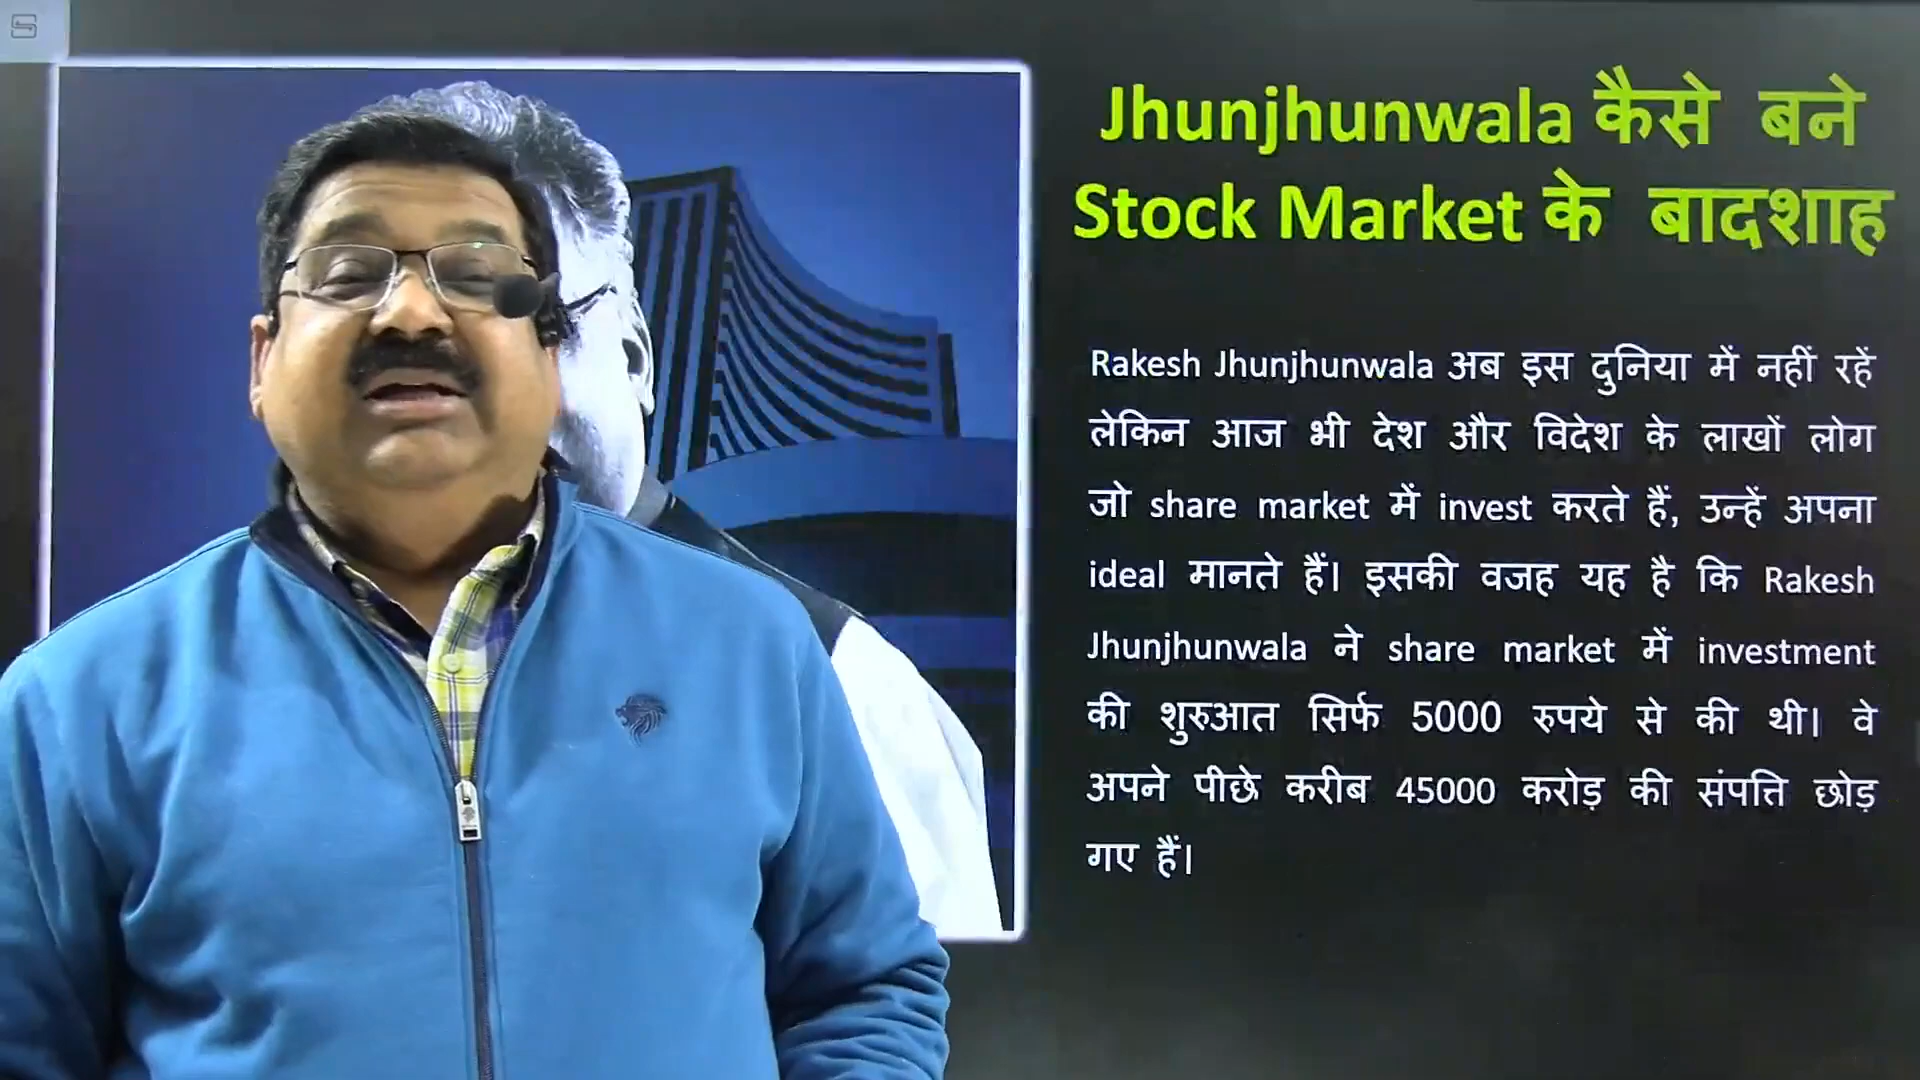 Jhunjhunwala कैसे बने
Stock Market के बादशाह
Rakesh Jhunjhunwala अब इस दुनिया में नहीं रहें
लेकिन आज भी देश और विदेश के लाखों लोग
जो share market में invest करते हैं, उन्हें अपना
ideal मानते हैं। इसकी वजह यह है कि Rakesh
Jhunjhunwala ने share market में investment
की शुरुआत सिर्फ 5000 रुपये से की थी। वे
अपने पीछे करीब 45000 करोड़ की संपत्ति छोड़
गए हैं।